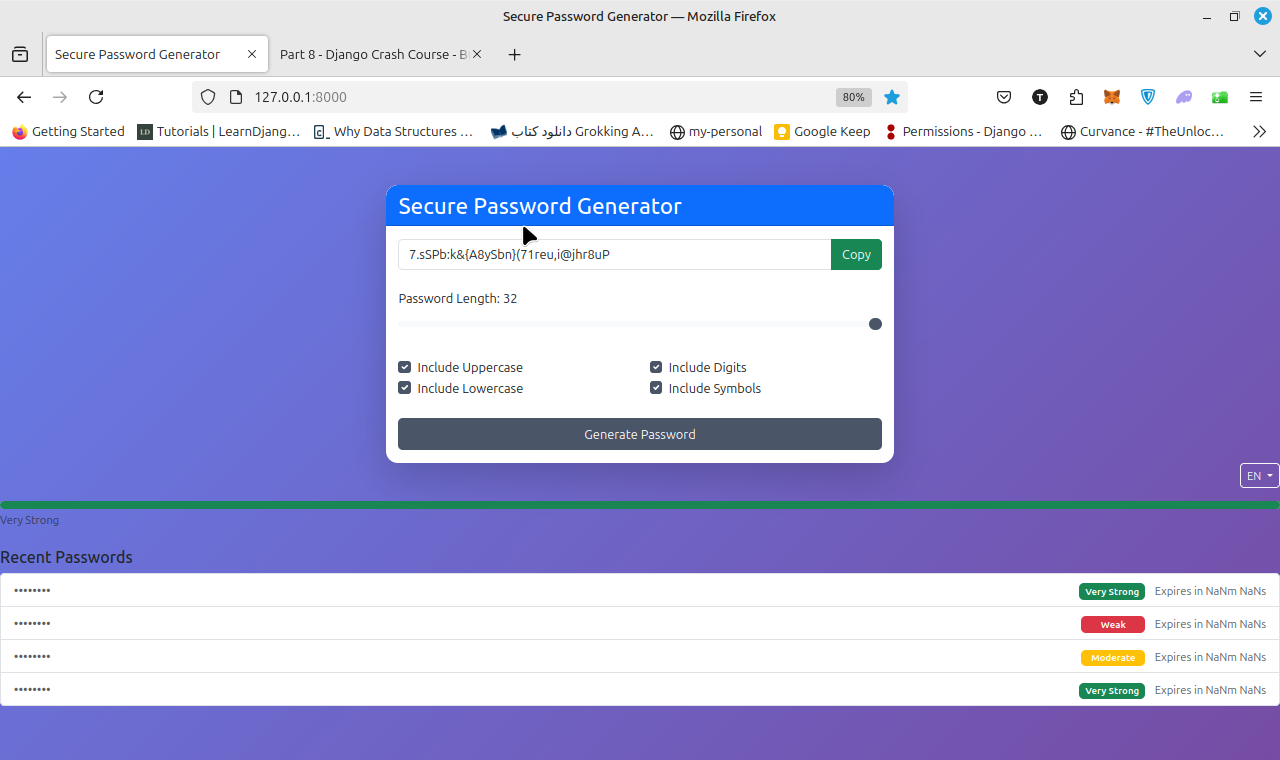 Secure Password Generator — Mozilla Firefox
Secure Password Generator
Part 8 - Django Crash Course - B
127.0.0.1:8000
80%
T
Getting Started
LD
Tutorials | LearnDjang…
Why Data Structures …
دانلود کتاب Grokking A…
my-personal
Google Keep
Permissions - Django …
Curvance - #TheUnloc…
Secure Password Generator
7.sSPb:k&{A8ySbn}(71reu,i@jhr8uP
Copy
Password Length: 32
Include Uppercase
Include Digits
Include Lowercase
Include Symbols
Generate Password
EN
Very Strong
Recent Passwords
•••••••• Very Strong Expires in NaNm NaNs
•••••••• Weak Expires in NaNm NaNs
•••••••• Moderate Expires in NaNm NaNs
•••••••• Very Strong Expires in NaNm NaNs